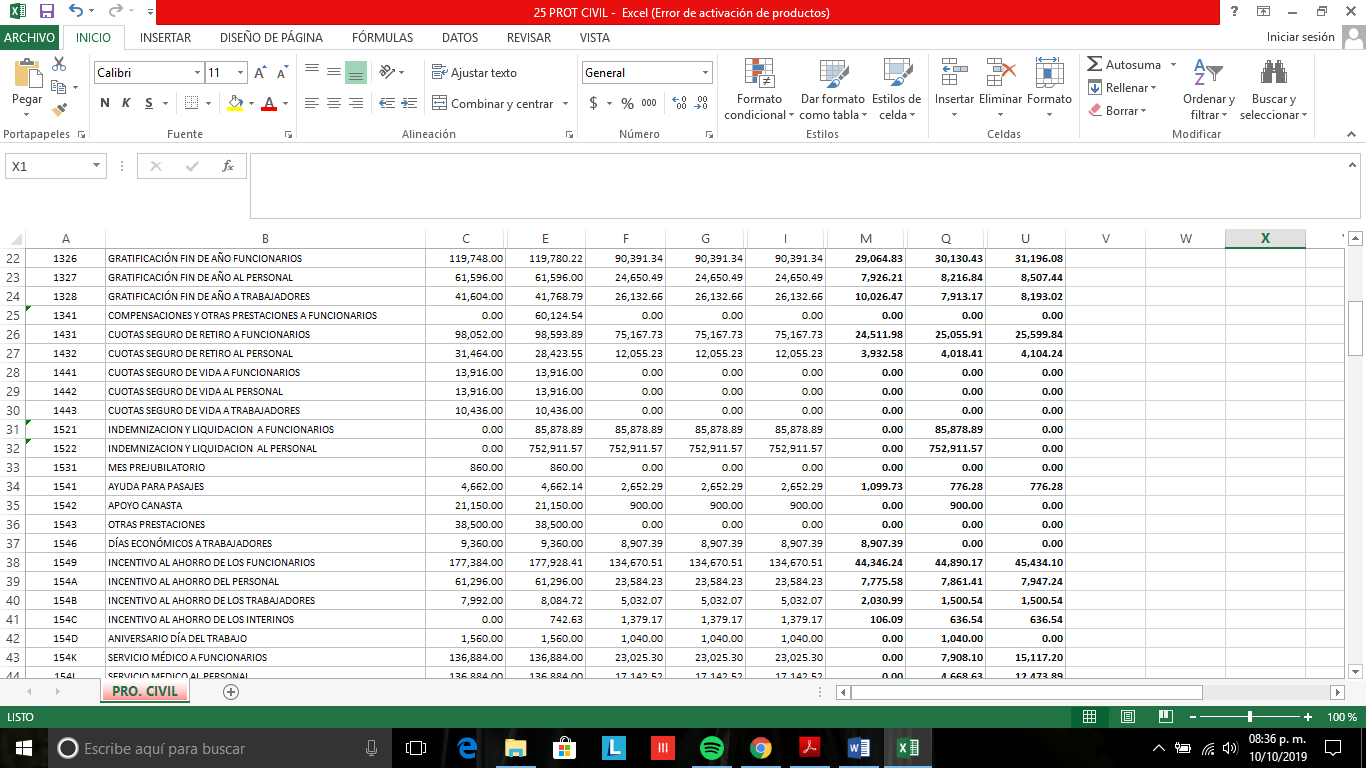 25 PROT CIVIL - Excel (Error de activación de productos)
?
ARCHIVO INICIO INSERTAR DISEÑO DE PÁGINA FÓRMULAS DATOS REVISAR VISTA Iniciar sesión
Pegar
Calibri 11
N K S
Ajustar texto
Combinar y centrar
General
$ % 000
Formato condicional
Dar formato como tabla
Estilos de celda
Insertar Eliminar Formato
Autosuma
Rellenar
Borrar
Ordenar y filtrar
Buscar y seleccionar
Portapapeles Fuente Alineación Número Estilos Celdas Modificar
X1 fx
A B C E F G I M Q U V W X
22 1326 GRATIFICACIÓN FIN DE AÑO FUNCIONARIOS 119,748.00 119,780.22 90,391.34 90,391.34 90,391.34 29,064.83 30,130.43 31,196.08
23 1327 GRATIFICACIÓN FIN DE AÑO AL PERSONAL 61,596.00 61,596.00 24,650.49 24,650.49 24,650.49 7,926.21 8,216.84 8,507.44
24 1328 GRATIFICACIÓN FIN DE AÑO A TRABAJADORES 41,604.00 41,768.79 26,132.66 26,132.66 26,132.66 10,026.47 7,913.17 8,193.02
25 1341 COMPENSACIONES Y OTRAS PRESTACIONES A FUNCIONARIOS 0.00 60,124.54 0.00 0.00 0.00 0.00 0.00 0.00
26 1431 CUOTAS SEGURO DE RETIRO A FUNCIONARIOS 98,052.00 98,593.89 75,167.73 75,167.73 75,167.73 24,511.98 25,055.91 25,599.84
27 1432 CUOTAS SEGURO DE RETIRO AL PERSONAL 31,464.00 28,423.55 12,055.23 12,055.23 12,055.23 3,932.58 4,018.41 4,104.24
28 1441 CUOTAS SEGURO DE VIDA A FUNCIONARIOS 13,916.00 13,916.00 0.00 0.00 0.00 0.00 0.00 0.00
29 1442 CUOTAS SEGURO DE VIDA AL PERSONAL 13,916.00 13,916.00 0.00 0.00 0.00 0.00 0.00 0.00
30 1443 CUOTAS SEGURO DE VIDA A TRABAJADORES 10,436.00 10,436.00 0.00 0.00 0.00 0.00 0.00 0.00
31 1521 INDEMNIZACION Y LIQUIDACION A FUNCIONARIOS 0.00 85,878.89 85,878.89 85,878.89 85,878.89 0.00 85,878.89 0.00
32 1522 INDEMNIZACION Y LIQUIDACION AL PERSONAL 0.00 752,911.57 752,911.57 752,911.57 752,911.57 0.00 752,911.57 0.00
33 1531 MES PREJUBILATORIO 860.00 860.00 0.00 0.00 0.00 0.00 0.00 0.00
34 1541 AYUDA PARA PASAJES 4,662.00 4,662.14 2,652.29 2,652.29 2,652.29 1,099.73 776.28 776.28
35 1542 APOYO CANASTA 21,150.00 21,150.00 900.00 900.00 900.00 0.00 900.00 0.00
36 1543 OTRAS PRESTACIONES 38,500.00 38,500.00 0.00 0.00 0.00 0.00 0.00 0.00
37 1546 DÍAS ECONÓMICOS A TRABAJADORES 9,360.00 9,360.00 8,907.39 8,907.39 8,907.39 8,907.39 0.00 0.00
38 1549 INCENTIVO AL AHORRO DE LOS FUNCIONARIOS 177,384.00 177,928.41 134,670.51 134,670.51 134,670.51 44,346.24 44,890.17 45,434.10
39 154A INCENTIVO AL AHORRO DEL PERSONAL 61,296.00 61,296.00 23,584.23 23,584.23 23,584.23 7,775.58 7,861.41 7,947.24
40 154B INCENTIVO AL AHORRO DE LOS TRABAJADORES 7,992.00 8,084.72 5,032.07 5,032.07 5,032.07 2,030.99 1,500.54 1,500.54
41 154C INCENTIVO AL AHORRO DE LOS INTERINOS 0.00 742.63 1,379.17 1,379.17 1,379.17 106.09 636.54 636.54
42 154D ANIVERSARIO DÍA DEL TRABAJO 1,560.00 1,560.00 1,040.00 1,040.00 1,040.00 0.00 1,040.00 0.00
43 154K SERVICIO MÉDICO A FUNCIONARIOS 136,884.00 136,884.00 23,025.30 23,025.30 23,025.30 0.00 7,908.10 15,117.20
44 154L SERVICIO MEDICO AL PERSONAL 136,884.00 136,884.00 17,142.52 17,142.52 17,142.52 0.00 4,668.63 12,473.89
PRO. CIVIL
LISTO 100 %
Escribe aquí para buscar
08:36 p. m.
10/10/2019